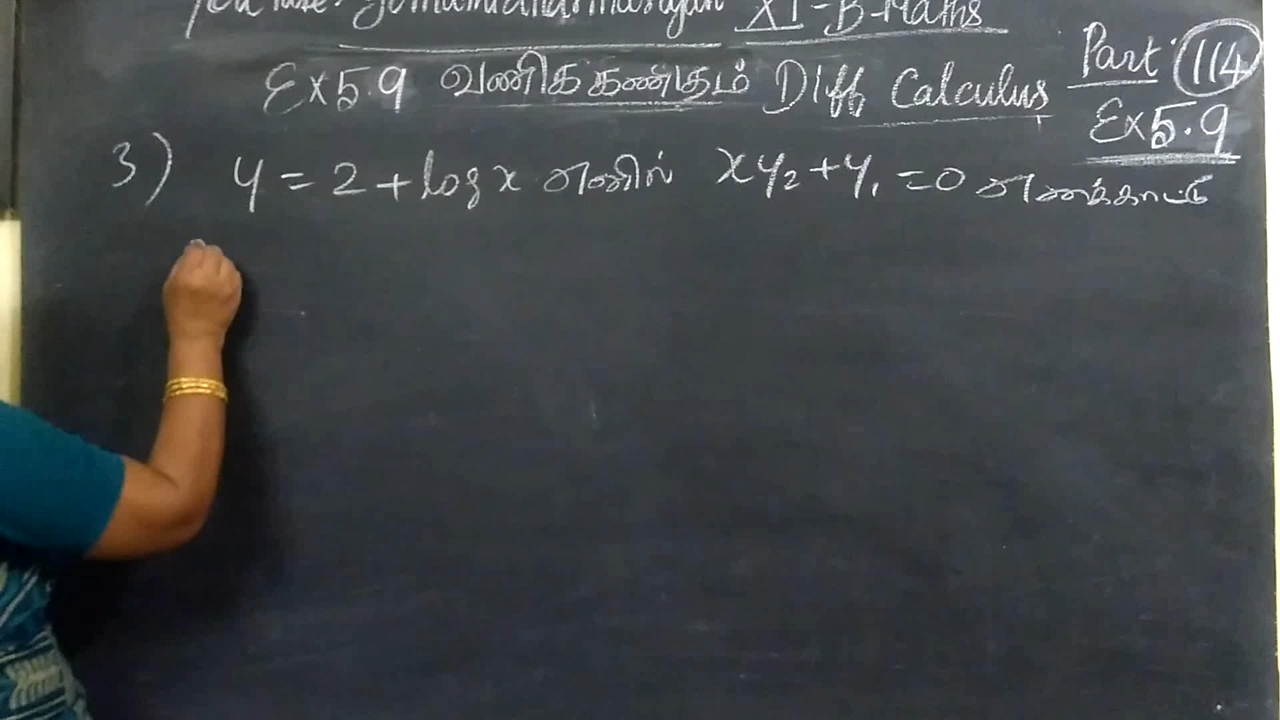 XI - B-Maths
Ex 5.9 வணிக கணிதம் Diff Calculus
Part: 114
Ex 5.9
3) y = 2 + log x எனில் xy₂ + y₁ = 0 எனக்காட்டு